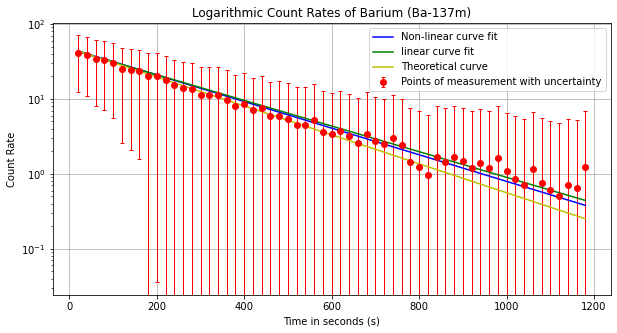 Logarithmic Count Rates of Barium (Ba-137m)
Non-linear curve fit
linear curve fit
Theoretical curve
Points of measurement with uncertainty
Count Rate
10²
10¹
10⁰
10⁻¹
0 200 400 600 800 1000 1200
Time in seconds (s)